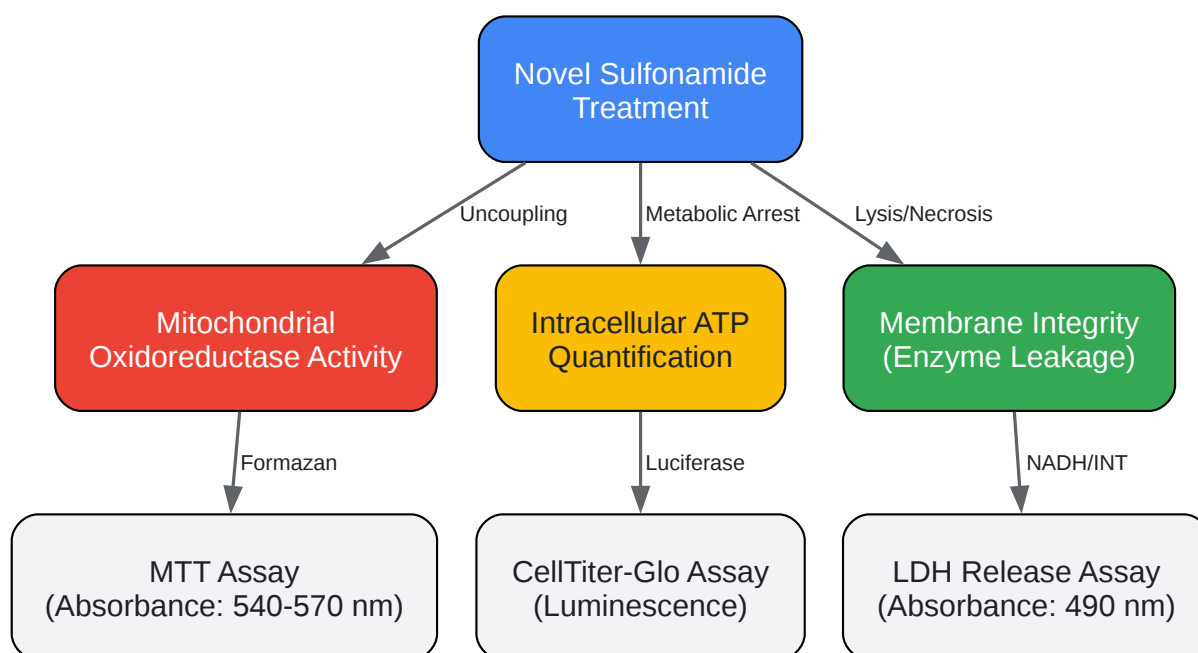 Novel Sulfonamide
Treatment
Uncoupling
Metabolic Arrest
Lysis/Necrosis
Mitochondrial
Oxidoreductase Activity
Intracellular ATP
Quantification
Membrane Integrity
(Enzyme Leakage)
Formazan
Luciferase
NADH/INT
MTT Assay
(Absorbance: 540-570 nm)
CellTiter-Glo Assay
(Luminescence)
LDH Release Assay
(Absorbance: 490 nm)